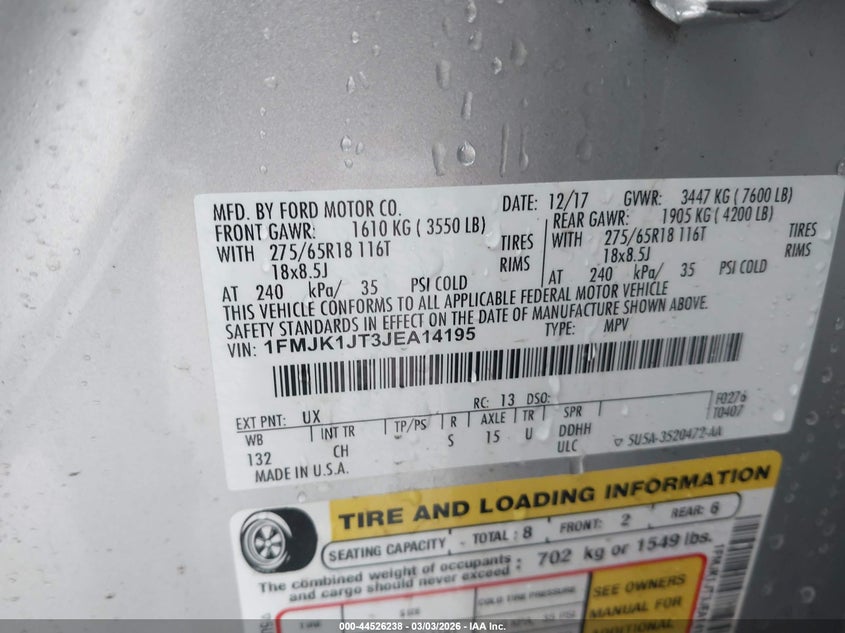 MFD. BY FORD MOTOR CO. DATE: 12/17 GVWR: 3447 KG ( 7600 LB)
FRONT GAWR: 1610 KG ( 3550 LB) REAR GAWR: 1905 KG ( 4200 LB)
WITH 275/65R18 116T TIRES WITH 275/65R18 116T TIRES
18x8.5J RIMS 18x8.5J RIMS
AT 240 kPa/ 35 PSI COLD AT 240 kPa/ 35 PSI COLD
THIS VEHICLE CONFORMS TO ALL APPLICABLE FEDERAL MOTOR VEHICLE
SAFETY STANDARDS IN EFFECT ON THE DATE OF MANUFACTURE SHOWN ABOVE.
VIN: 1FMJK1JT3JEA14195 TYPE: MPV
EXT PNT: UX RC: 13 DSO: F0276
WB INT TR TP/PS R AXLE TR SPR T0407
132 CH S 15 U DDHH
ULC 5U5A-3520472-AA
MADE IN U.S.A.
TIRE AND LOADING INFORMATION
SEATING CAPACITY TOTAL : 8 FRONT: 2 REAR: 6
The combined weight of occupants and cargo should never exceed : 702 kg or 1549 lbs.
COLD TIRE PRESSURE
SEE OWNERS
MANUAL FOR
ADDITIONAL
000-44526238 - 03/03/2026 - IAA Inc.